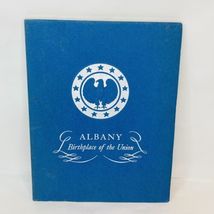 ALBANY
Birthplace of the Union